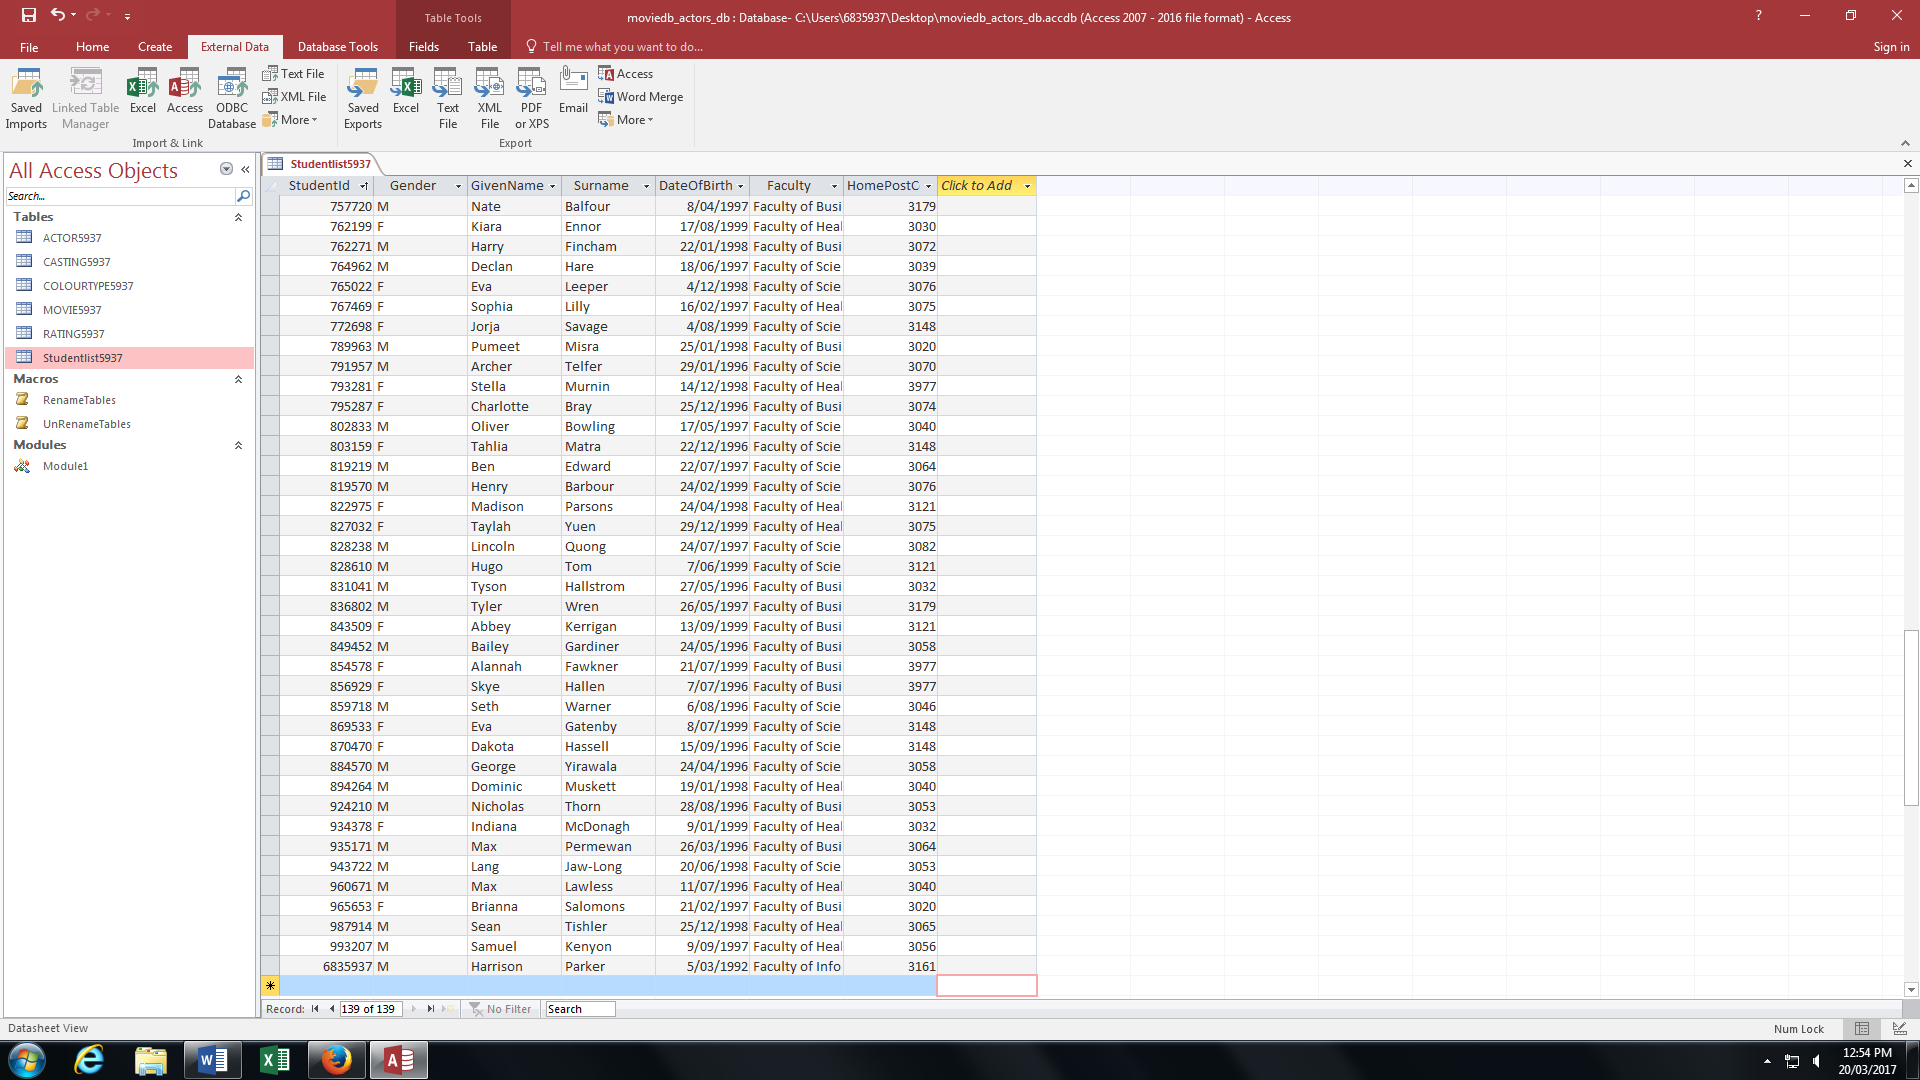 Table Tools
moviedb_actors_db : Database- C:\Users\6835937\Desktop\moviedb_actors_db.accdb (Access 2007 - 2016 file format) - Access
File Home Create External Data Database Tools Fields Table Tell me what you want to do... Sign in
Saved Imports
Linked Table Manager
Excel
Access
ODBC Database
Text File
XML File
More
Import & Link
Saved Exports
Excel
Text File
XML File
PDF or XPS
Email
Access
Word Merge
More
Export
All Access Objects
Search...
Tables
ACTOR5937
CASTING5937
COLOURTYPE5937
MOVIE5937
RATING5937
Studentlist5937
Macros
RenameTables
UnRenameTables
Modules
Module1
Studentlist5937
StudentId Gender GivenName Surname DateOfBirth Faculty HomePostC Click to Add
757720 M Nate Balfour 8/04/1997 Faculty of Busi 3179
762199 F Kiara Ennor 17/08/1999 Faculty of Heal 3030
762271 M Harry Fincham 22/01/1998 Faculty of Busi 3072
764962 M Declan Hare 18/06/1997 Faculty of Scie 3039
765022 F Eva Leeper 4/12/1998 Faculty of Scie 3076
767469 F Sophia Lilly 16/02/1997 Faculty of Heal 3075
772698 F Jorja Savage 4/08/1999 Faculty of Scie 3148
789963 M Pumeet Misra 25/01/1998 Faculty of Busi 3020
791957 M Archer Telfer 29/01/1996 Faculty of Scie 3070
793281 F Stella Murnin 14/12/1998 Faculty of Heal 3977
795287 F Charlotte Bray 25/12/1996 Faculty of Busi 3074
802833 M Oliver Bowling 17/05/1997 Faculty of Scie 3040
803159 F Tahlia Matra 22/12/1996 Faculty of Scie 3148
819219 M Ben Edward 22/07/1997 Faculty of Scie 3064
819570 M Henry Barbour 24/02/1999 Faculty of Scie 3076
822975 F Madison Parsons 24/04/1998 Faculty of Heal 3121
827032 F Taylah Yuen 29/12/1999 Faculty of Heal 3075
828238 M Lincoln Quong 24/07/1997 Faculty of Scie 3082
828610 M Hugo Tom 7/06/1999 Faculty of Scie 3121
831041 M Tyson Hallstrom 27/05/1996 Faculty of Busi 3032
836802 M Tyler Wren 26/05/1997 Faculty of Busi 3179
843509 F Abbey Kerrigan 13/09/1999 Faculty of Busi 3121
849452 M Bailey Gardiner 24/05/1996 Faculty of Busi 3058
854578 F Alannah Fawkner 21/07/1999 Faculty of Busi 3977
856929 F Skye Hallen 7/07/1996 Faculty of Busi 3977
859718 M Seth Warner 6/08/1996 Faculty of Scie 3046
869533 F Eva Gatenby 8/07/1999 Faculty of Scie 3148
870470 F Dakota Hassell 15/09/1996 Faculty of Scie 3148
884570 M George Yirawala 24/04/1996 Faculty of Scie 3058
894264 M Dominic Muskett 19/01/1998 Faculty of Heal 3040
924210 M Nicholas Thorn 28/08/1996 Faculty of Busi 3053
934378 F Indiana McDonagh 9/01/1999 Faculty of Heal 3032
935171 M Max Permewan 26/03/1996 Faculty of Busi 3064
943722 M Lang Jaw-Long 20/06/1998 Faculty of Scie 3053
960671 M Max Lawless 11/07/1996 Faculty of Heal 3040
965653 F Brianna Salomons 21/02/1997 Faculty of Busi 3020
987914 M Sean Tishler 25/12/1998 Faculty of Heal 3065
993207 M Samuel Kenyon 9/09/1997 Faculty of Heal 3056
6835937 M Harrison Parker 5/03/1992 Faculty of Info 3161
Record: 139 of 139 No Filter Search
Datasheet View Num Lock
12:54 PM
20/03/2017